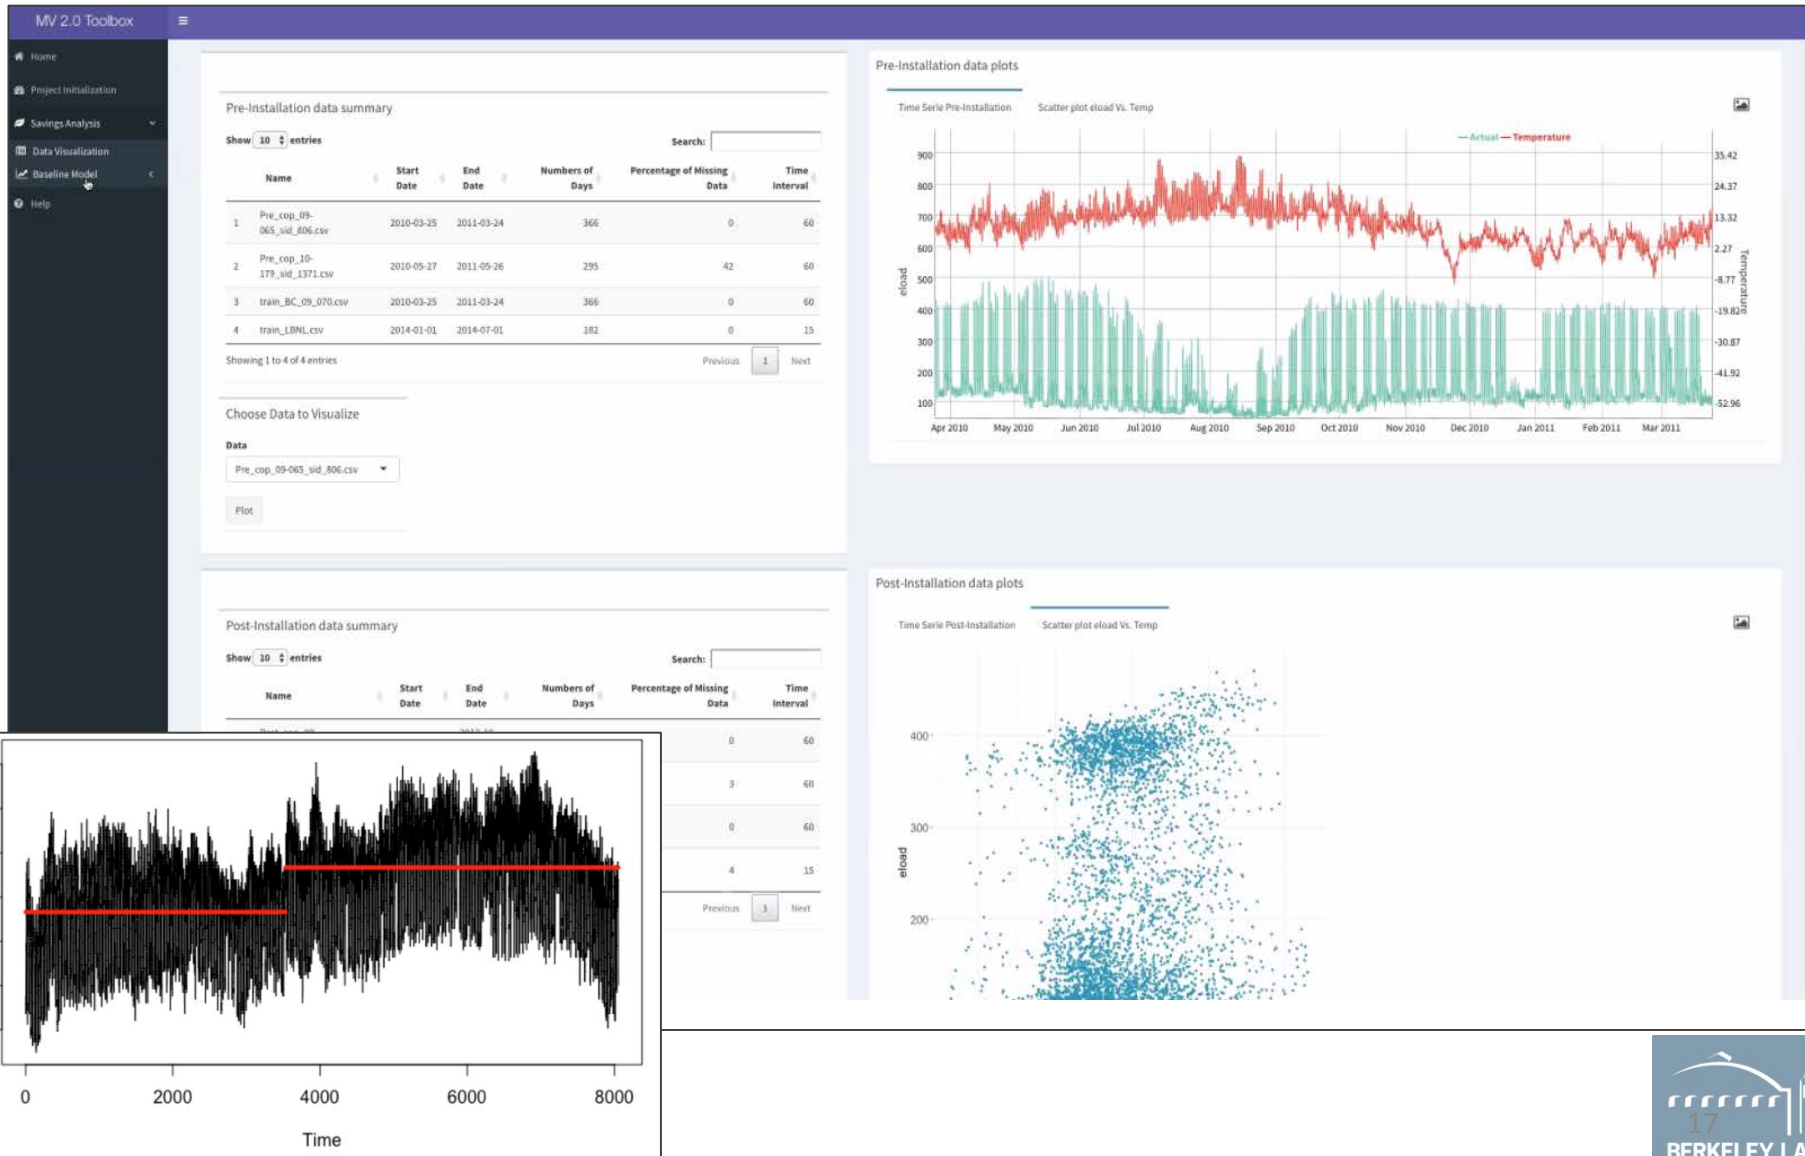 MV 2.0 Toolbox
Home
Project Initialization
Savings Analysis
Data Visualization
Baseline Model
Help
Pre-Installation data summary
Show 10 entries
Search:
Name Start Date End Date Numbers of Days Percentage of Missing Data Time Interval
1 Pre_cop_09-065_sid_806.csv 2010-03-25 2011-03-24 366 0 60
2 Pre_cop_10-179_sid_1371.csv 2010-05-27 2011-05-26 295 42 60
3 train_BC_09_070.csv 2010-03-25 2011-03-24 366 0 60
4 train_LBNL.csv 2014-01-01 2014-07-01 182 0 15
Showing 1 to 4 of 4 entries
Previous 1 Next
Choose Data to Visualize
Data
Pre_cop_09-065_sid_806.csv
Plot
Pre-Installation data plots
Time Serie Pre-Installation Scatter plot eload Vs. Temp
Actual Temperature
900
800
700
600
500
400
300
200
100
eload
35.42
24.37
13.32
2.27
-8.77
-19.82
-30.87
-41.92
-52.96
Temperature
Apr 2010 May 2010 Jun 2010 Jul 2010 Aug 2010 Sep 2010 Oct 2010 Nov 2010 Dec 2010 Jan 2011 Feb 2011 Mar 2011
Post-Installation data summary
Show 10 entries
Search:
Name Start Date End Date Numbers of Days Percentage of Missing Data Time Interval
0 60
3 60
0 60
4 15
Previous 1 Next
Post-Installation data plots
Time Serie Post-Installation Scatter plot eload Vs. Temp
400
300
200
eload
0 2000 4000 6000 8000
Time
17
BERKELEY LA